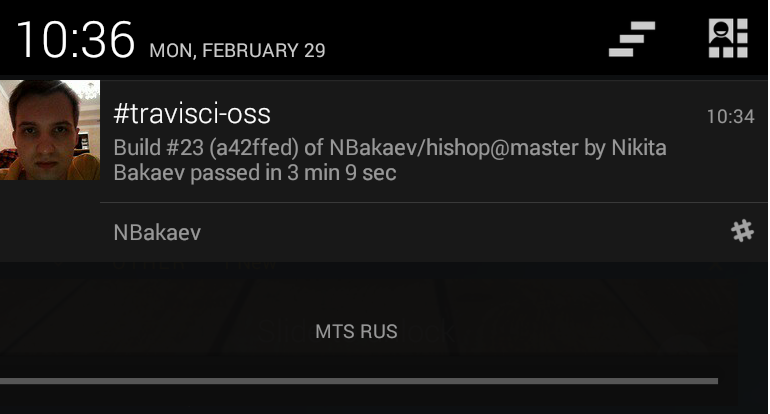 10:36 MON, FEBRUARY 29
#travisci-oss 10:34
Build #23 (a42ffed) of NBakaev/hishop@master by Nikita
Bakaev passed in 3 min 9 sec
NBakaev
MTS RUS